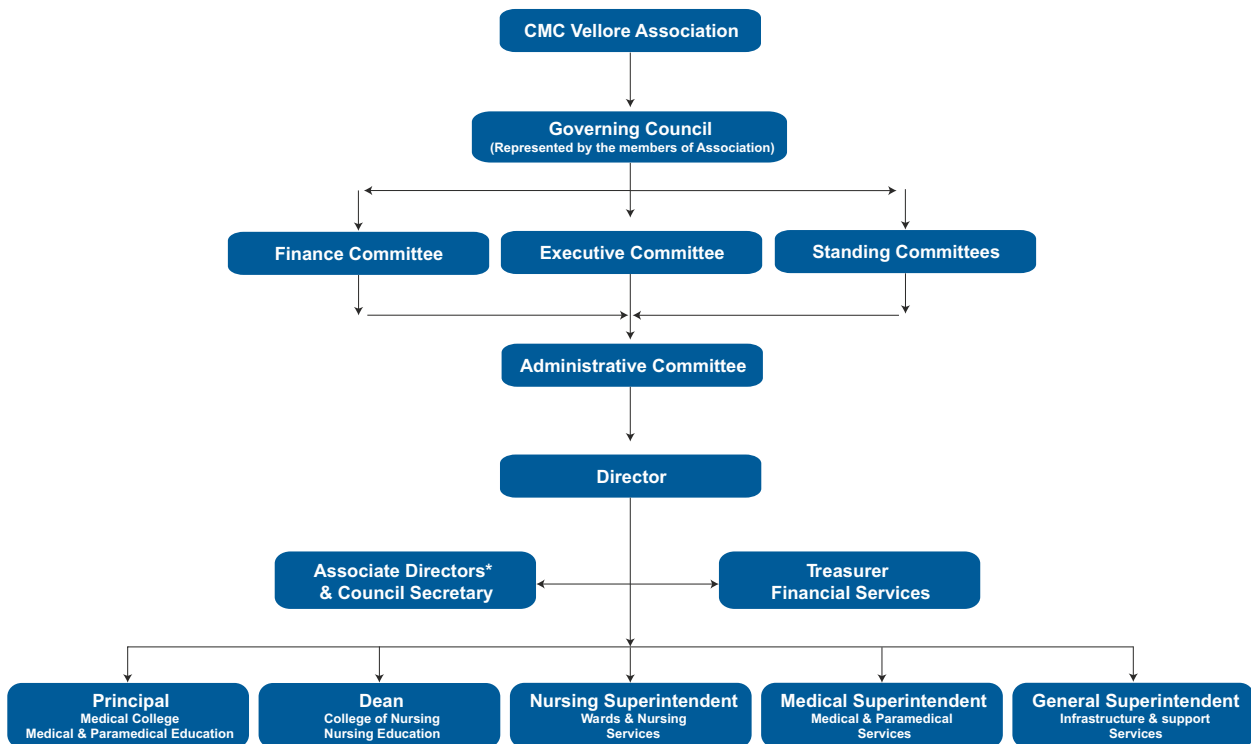 CMC Vellore Association
Governing Council
(Represented by the members of Association)
Finance Committee
Executive Committee
Standing Committees
Administrative Committee
Director
Associate Directors*
& Council Secretary
Treasurer
Financial Services
Principal
Medical College
Medical & Paramedical Education
Dean
College of Nursing
Nursing Education
Nursing Superintendent
Wards & Nursing
Services
Medical Superintendent
Medical & Paramedical
Services
General Superintendent
Infrastructure & support
Services